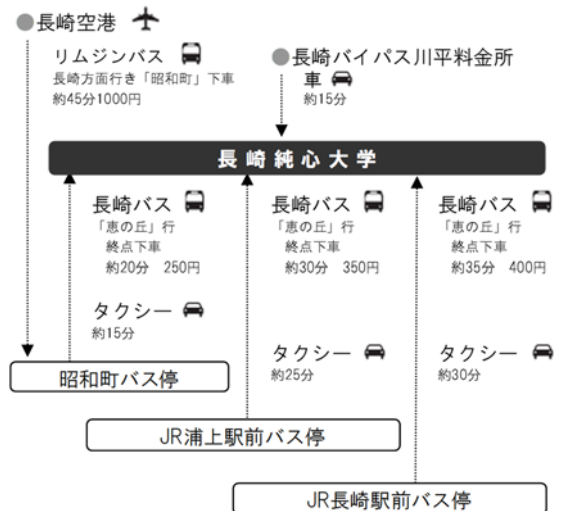 ●長崎空港
リムジンバス
長崎方面行き「昭和町」下車
約45分1000円
●長崎バイパス川平料金所
車
約15分
長崎純心大学
長崎バス
「恵の丘」行
終点下車
約20分 250円
タクシー
約15分
長崎バス
「恵の丘」行
終点下車
約30分 350円
タクシー
約25分
長崎バス
「恵の丘」行
終点下車
約35分 400円
タクシー
約30分
昭和町バス停
JR浦上駅前バス停
JR長崎駅前バス停